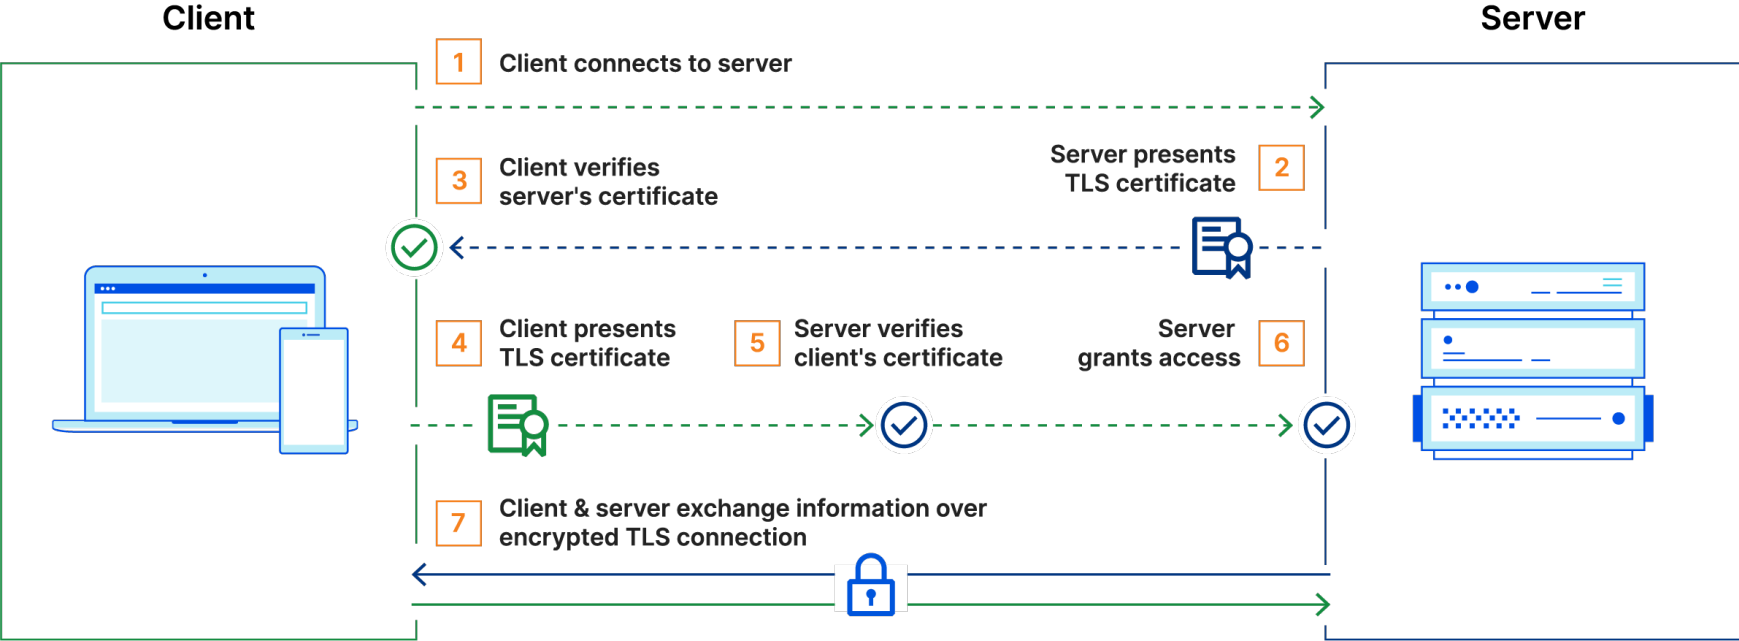 Client
Server
1
Client connects to server
Server presents
TLS certificate
2
3
Client verifies
server's certificate
4
Client presents
TLS certificate
5
Server verifies
client's certificate
Server
grants access
6
7
Client & server exchange information over
encrypted TLS connection